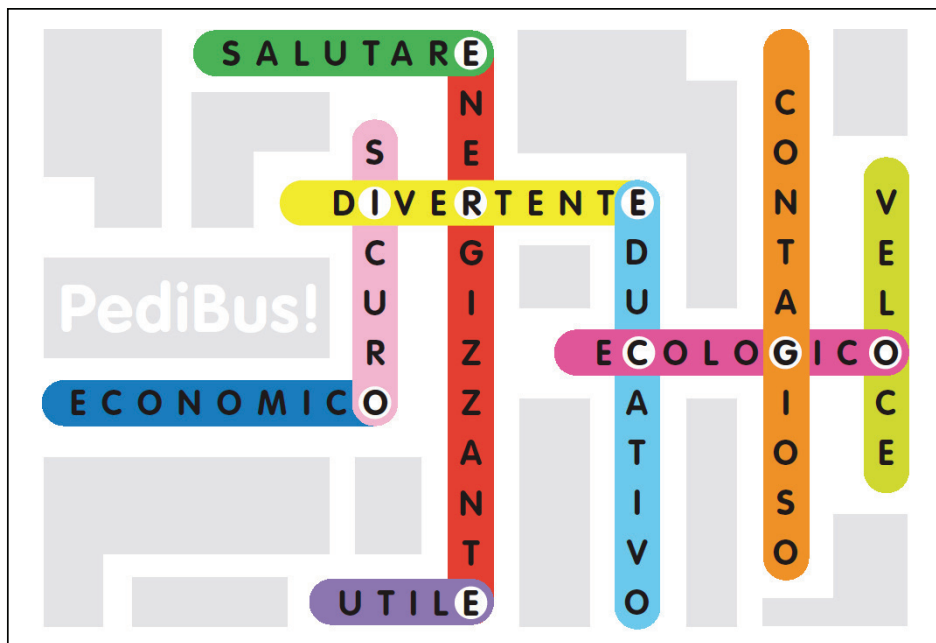 SALUTARE
ENERGIZZANTE
CONTAGIOSO
SICURO
DIVERTENTE
EDUCATIVO
VELOCE
PediBus!
ECOLOGICO
ECONOMICO
UTILE